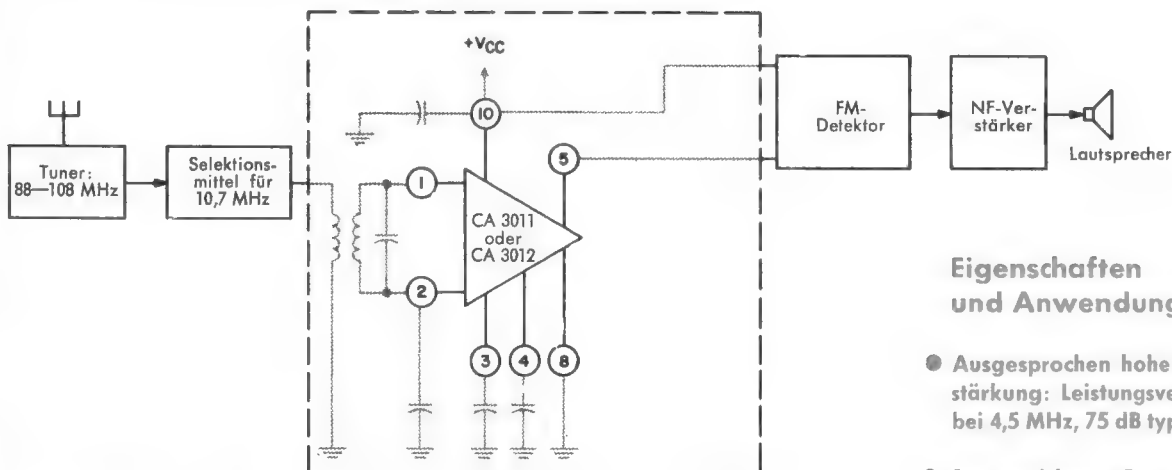 +VCC
10
Tuner:
88—108 MHz
Selektions-
mittel für
10,7 MHz
1
2
CA 3011
oder
CA 3012
5
3
4
8
FM-
Detektor
NF-Ver-
stärker
Lautsprecher
Eigenschaften
und Anwendung
● Ausgesprochen hohe
stärkung: Leistungsve
bei 4,5 MHz, 75 dB typ